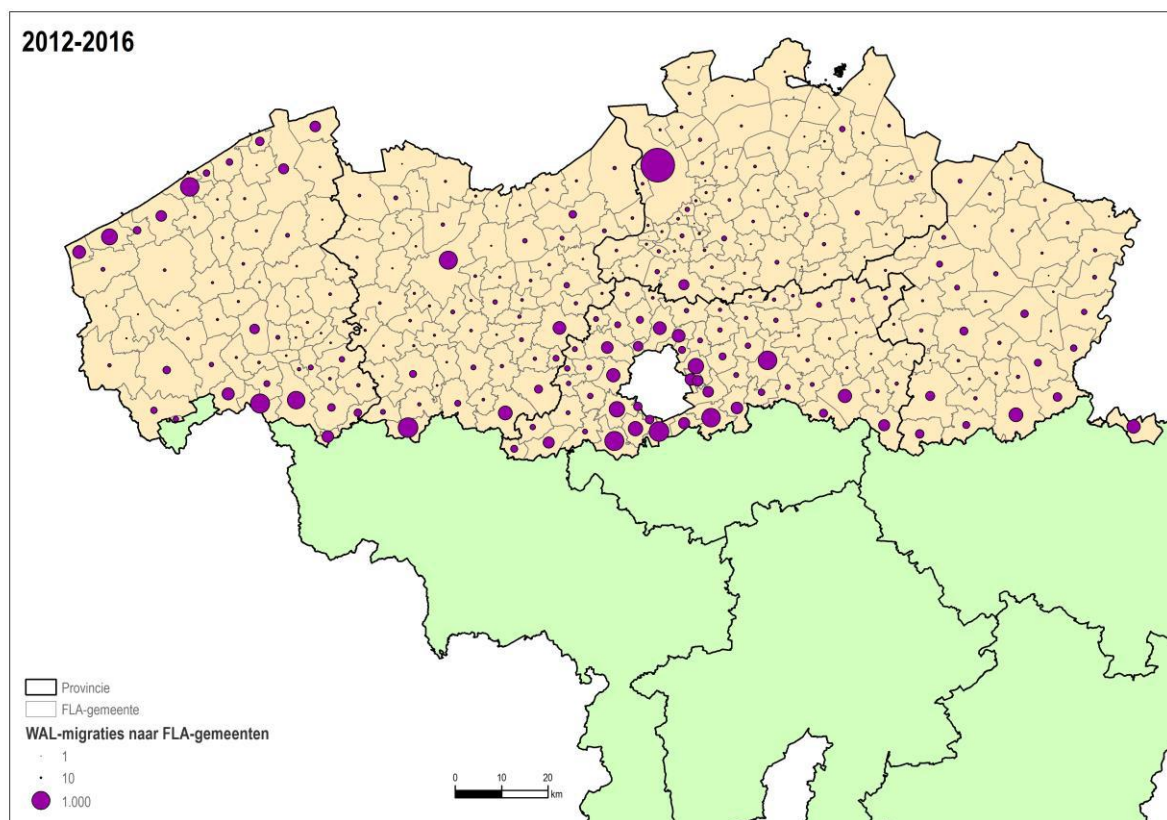 2012-2016
Provincie
FLA-gemeente
WAL-migraties naar FLA-gemeenten
1
10
1.000
0 10 20
km